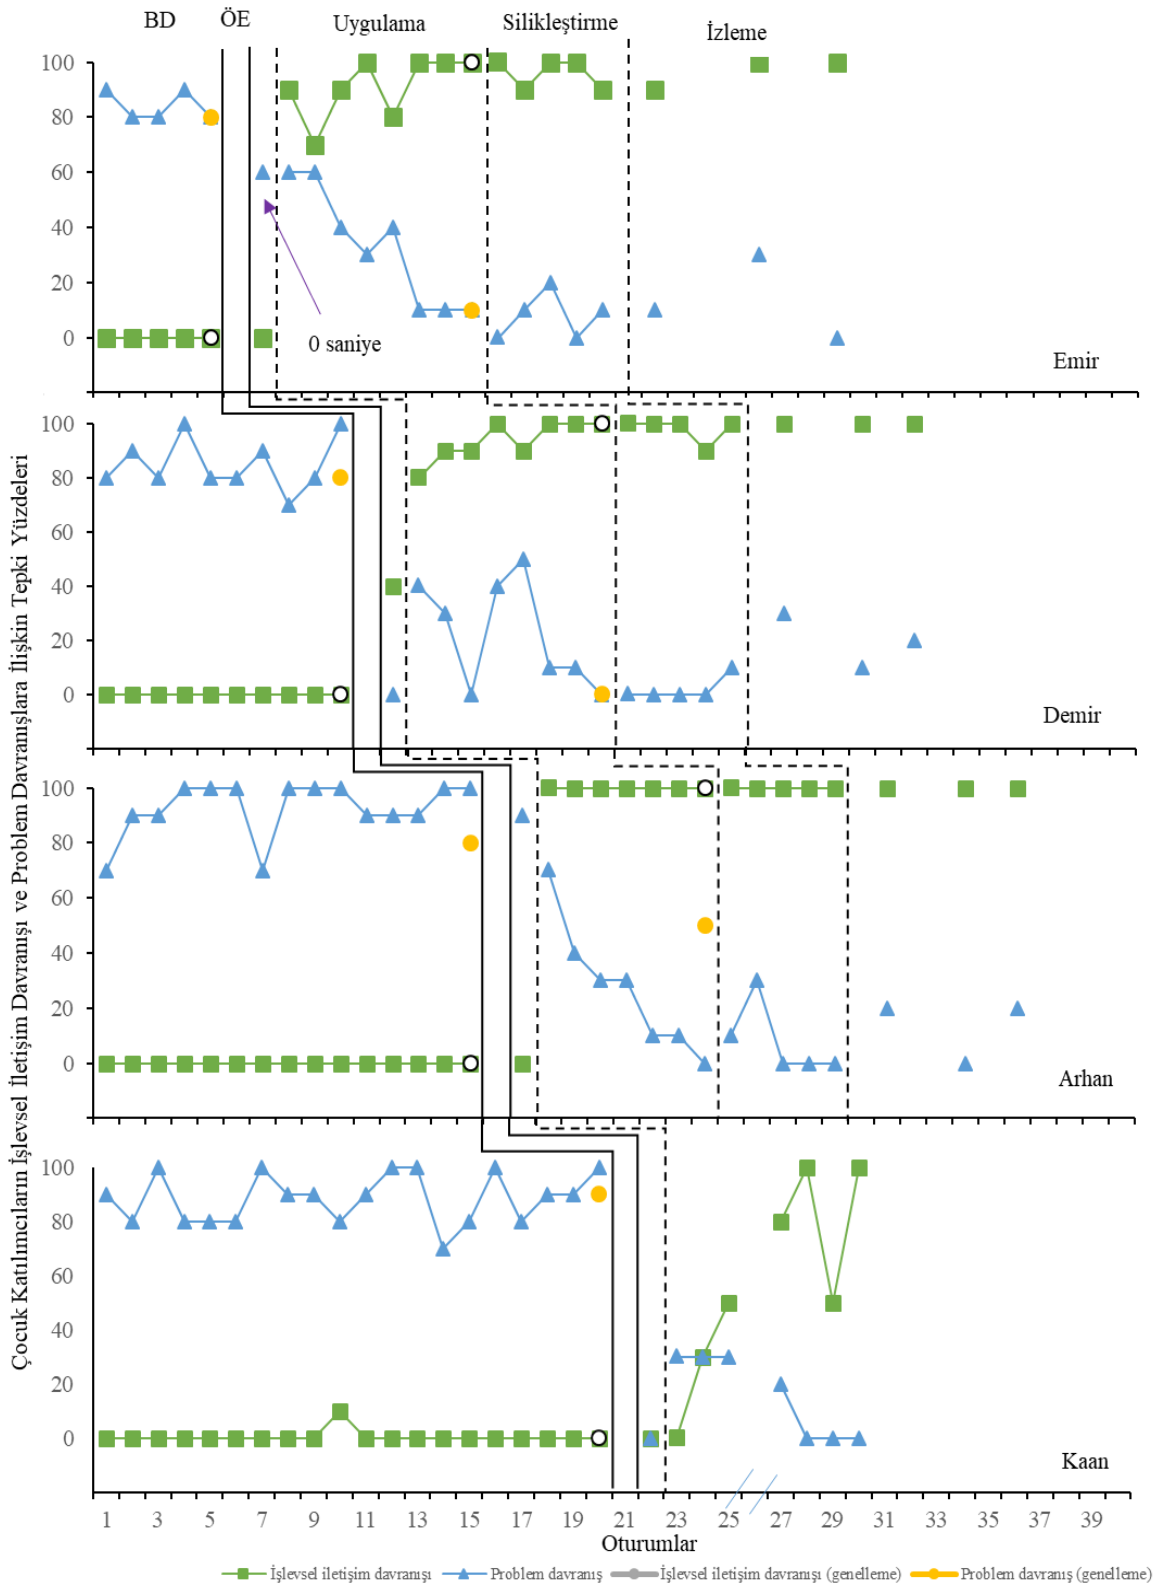 BD ÖE Uygulama Silikleştirme İzleme
100
80
60
40
20
0
0 saniye
Emir
100
80
60
40
20
0
Demir
100
80
60
40
20
0
Arhan
100
80
60
40
20
0
Kaan
Çocuk Katılımcıların İşlevsel İletişim Davranışı ve Problem Davranışlara İlişkin Tepki Yüzdeleri
1 3 5 7 9 11 13 15 17 19 21 23 25 27 29 31 33 35 37 39
Oturumlar
İşlevsel iletişim davranışı Problem davranış İşlevsel iletişim davranışı (genelleme) Problem davranış (genelleme)